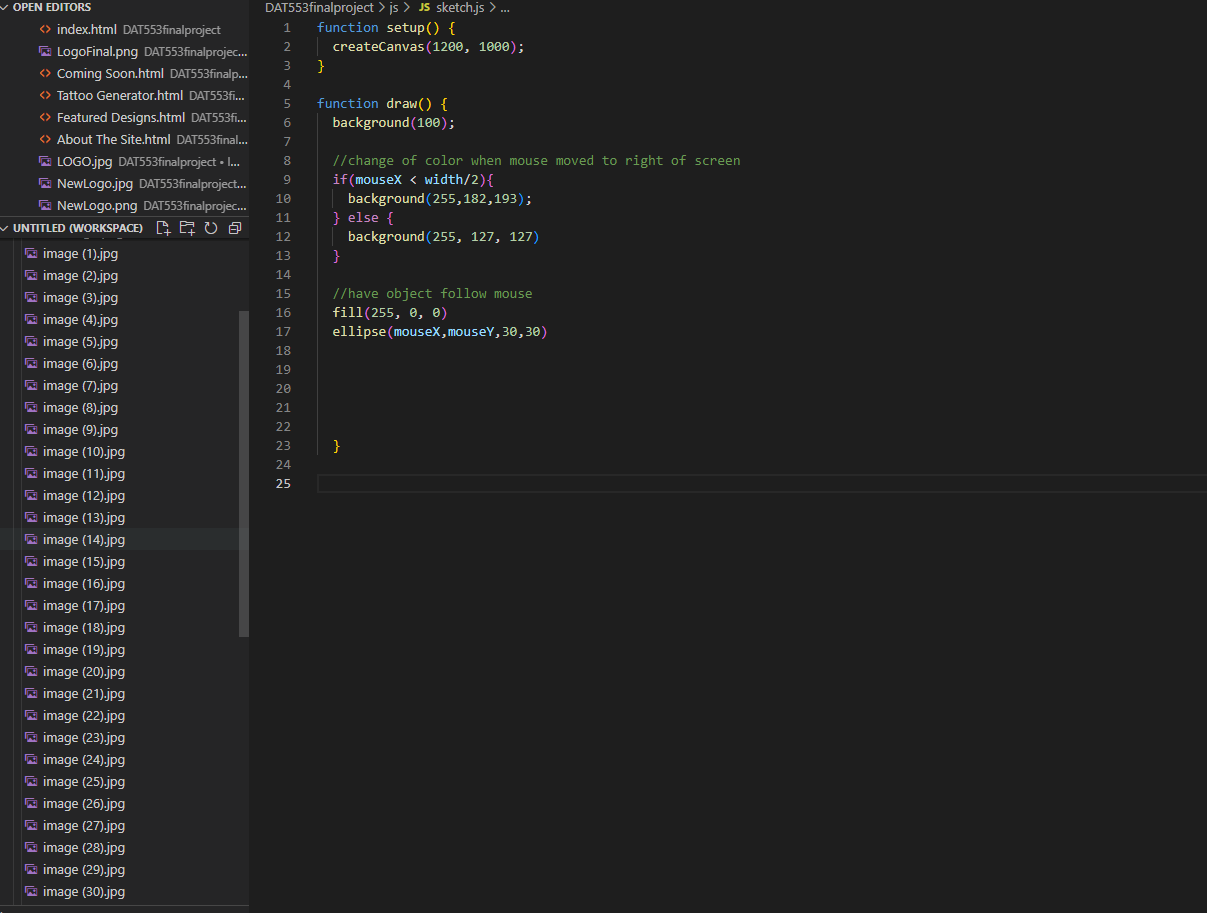 OPEN EDITORS
index.html DAT553finalproject
LogoFinal.png DAT553finalprojec...
Coming Soon.html DAT553finalp...
Tattoo Generator.html DAT553fi...
Featured Designs.html DAT553fi...
About The Site.html DAT553final...
LOGO.jpg DAT553finalproject • I...
NewLogo.jpg DAT553finalproject...
NewLogo.png DAT553finalprojec...
UNTITLED (WORKSPACE)
image (1).jpg
image (2).jpg
image (3).jpg
image (4).jpg
image (5).jpg
image (6).jpg
image (7).jpg
image (8).jpg
image (9).jpg
image (10).jpg
image (11).jpg
image (12).jpg
image (13).jpg
image (14).jpg
image (15).jpg
image (16).jpg
image (17).jpg
image (18).jpg
image (19).jpg
image (20).jpg
image (21).jpg
image (22).jpg
image (23).jpg
image (24).jpg
image (25).jpg
image (26).jpg
image (27).jpg
image (28).jpg
image (29).jpg
image (30).jpg
DAT553finalproject > js > JS sketch.js > ...
1 function setup() {
2 createCanvas(1200, 1000);
3 }
4
5 function draw() {
6 background(100);
7
8 //change of color when mouse moved to right of screen
9 if(mouseX < width/2){
10 background(255,182,193);
11 } else {
12 background(255, 127, 127)
13 }
14
15 //have object follow mouse
16 fill(255, 0, 0)
17 ellipse(mouseX,mouseY,30,30)
18
19
20
21
22
23 }
24
25